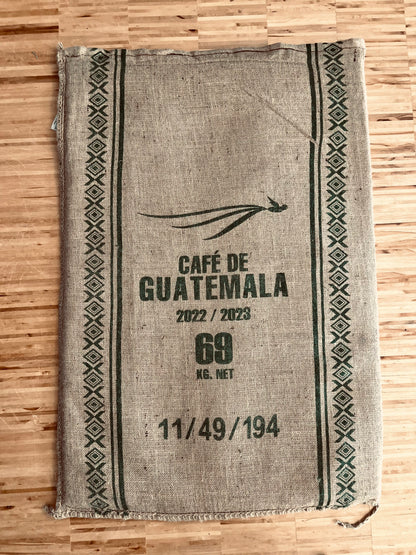 CAFÉ DE
GUATEMALA
2022 / 2023
69
KG. NET
11/49/194